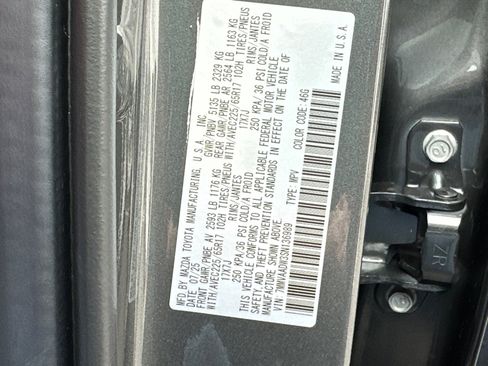 MFD BY MAZDA TOYOTA MANUFACTURING, U.S.A., INC.
DATE: 07/25 GVWR/PNBV 5135 LB 2329 KG
FRONT GAWR/PNBE AV 2693 LB 1176 KG REAR GAWR/PNBE AR 2564 LB 1163 KG
WITH/AVEC225/65R17 102H TIRES/PNEUS WITH/AVEC225/65R17 102H TIRES/PNEUS
17X7J RIMS/JANTES 17X7J RIMS/JANTES
250 KPA/36 PSI COLD/A FROID 250 KPA/36 PSI COLD/A FROID
THIS VEHICLE CONFORMS TO ALL APPLICABLE FEDERAL MOTOR VEHICLE
SAFETY, AND THEFT PREVENTION STANDARDS IN EFFECT ON THE DATE OF
MANUFACTURE SHOWN ABOVE.
VIN: TYPE: MPV COLOR CODE: 46G MADE IN U.S.A.
ZR